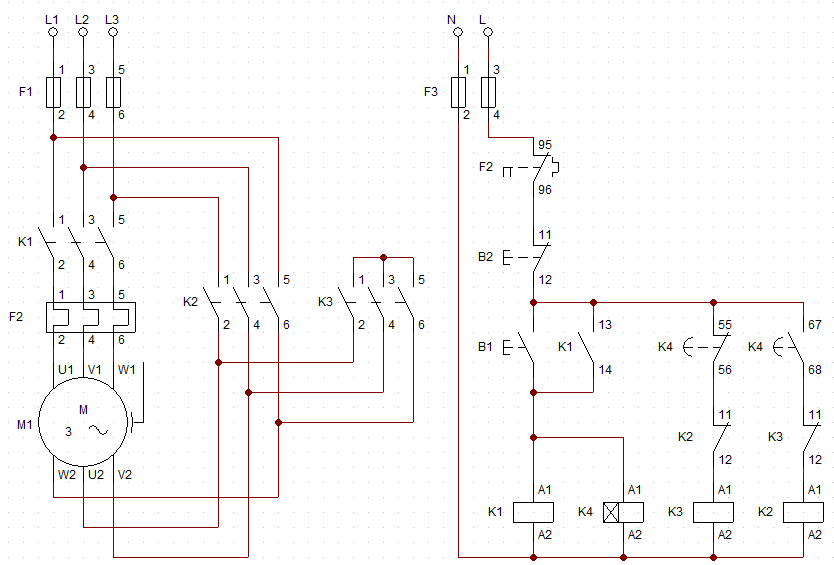 L1 L2 L3 N L
1 3 5 1 3
F1 F3
2 4 6 2 4
95
F2
96
1 3 5 11
K1 B2
2 4 6 1 3 5 1 3 5 12
1 3 5 K2 K3
F2 2 4 6 2 4 6 13 55 67
2 4 6 B1 K1 K4 K4
U1 V1 W1 14 56 68
M
M1 3 11 11
K2 K3
W2 U2 V2 12 12
A1 A1 A1 A1
K1 K4 K3 K2
A2 A2 A2 A2